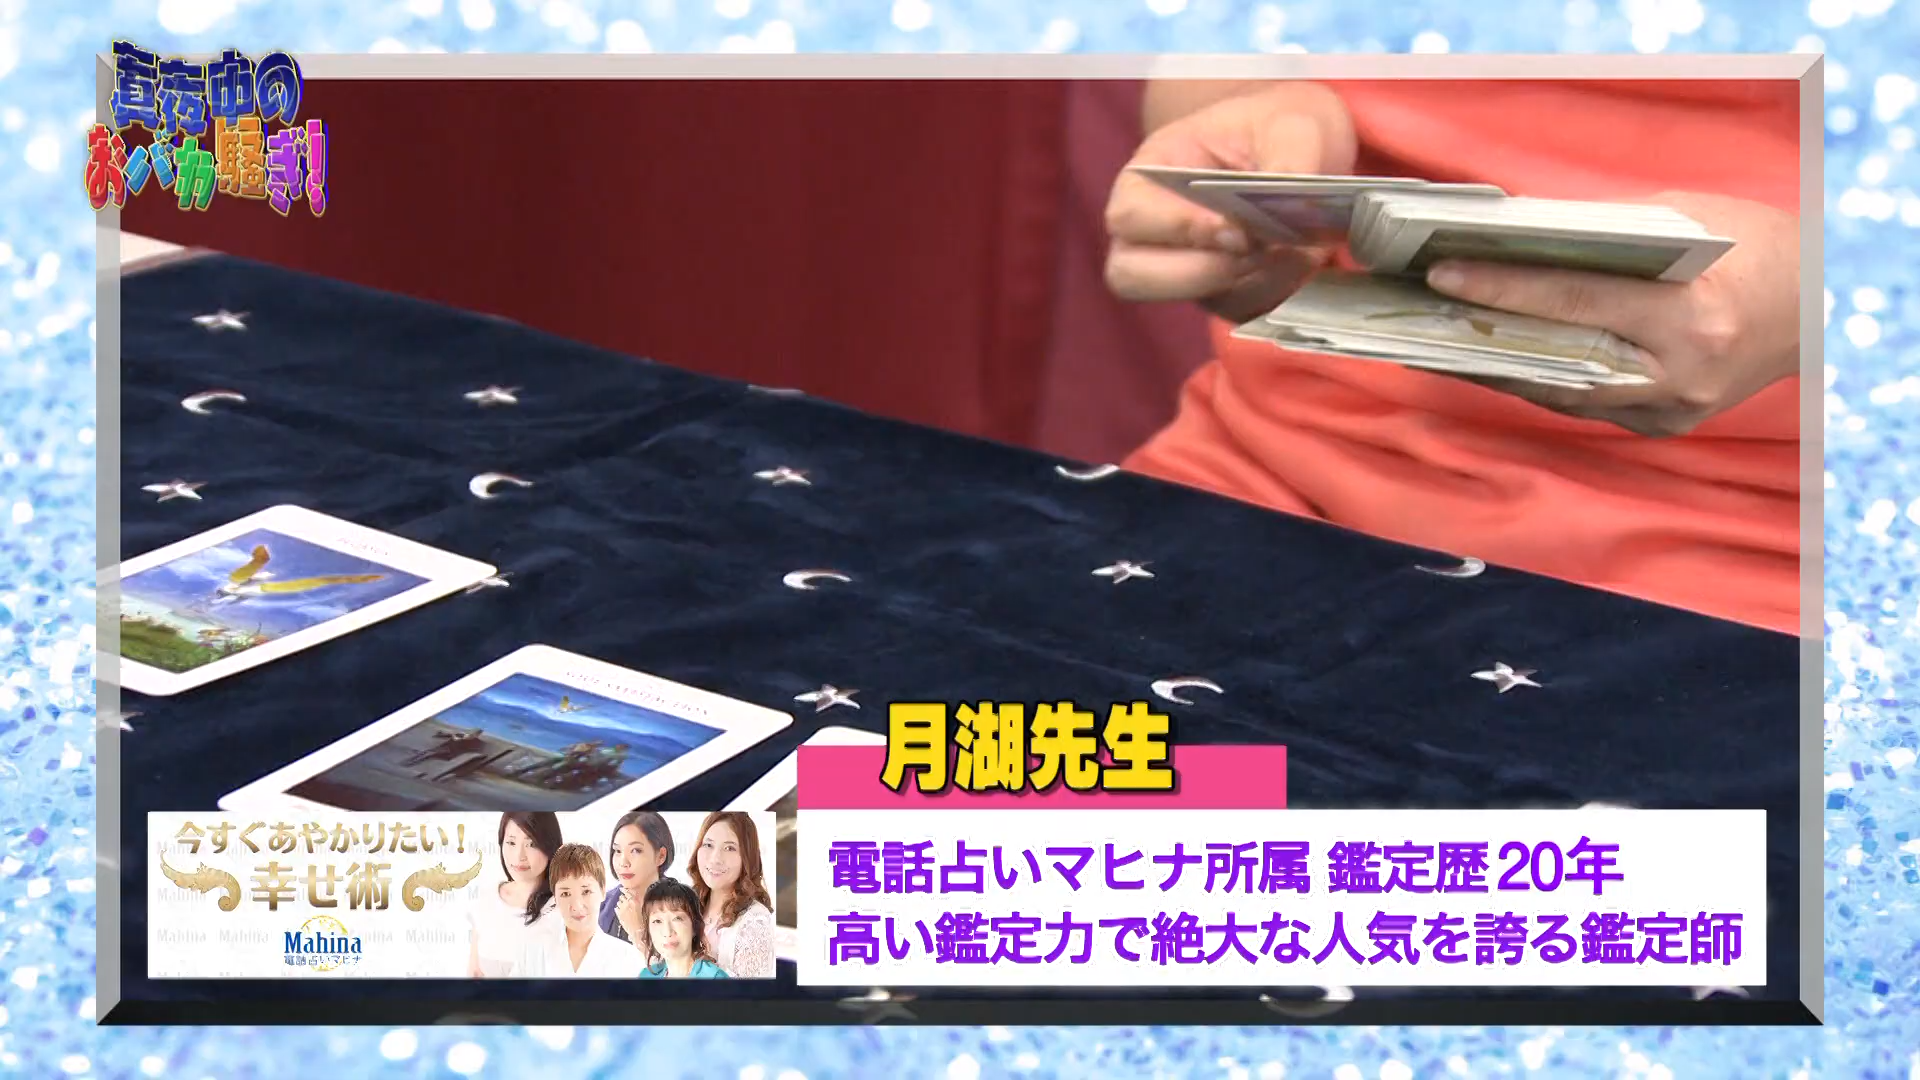 真夜中の
おバカ騒ぎ!
月湖先生
今すぐあやかりたい!
幸せ術
Mahina
電話占いマヒナ
電話占いマヒナ所属 鑑定歴20年
高い鑑定力で絶大な人気を誇る鑑定師